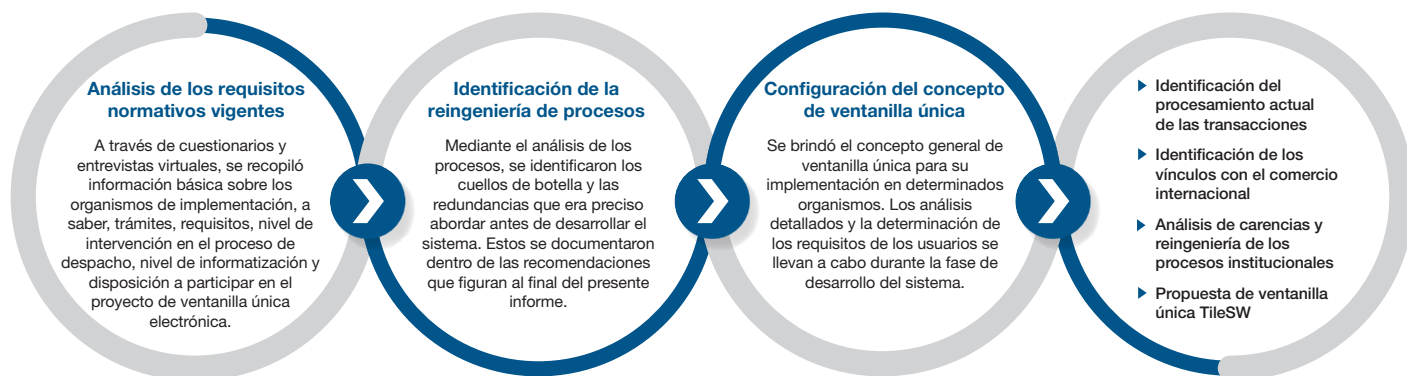 Análisis de los requisitos
normativos vigentes
A través de cuestionarios y
entrevistas virtuales, se recopiló
información básica sobre los
organismos de implementación, a
saber, trámites, requisitos, nivel de
intervención en el proceso de
despacho, nivel de informatización y
disposición a participar en el
proyecto de ventanilla única
electrónica.
Identificación de la
reingeniería de procesos
Mediante el análisis de los
procesos, se identificaron los
cuellos de botella y las
redundancias que era preciso
abordar antes de desarrollar el
sistema. Estos se documentaron
dentro de las recomendaciones
que figuran al final del presente
informe.
Configuración del concepto
de ventanilla única
Se brindó el concepto general de
ventanilla única para su
implementación en determinados
organismos. Los análisis
detallados y la determinación de
los requisitos de los usuarios se
llevan a cabo durante la fase de
desarrollo del sistema.
Identificación del
procesamiento actual
de las transacciones
Identificación de los
vínculos con el comercio
internacional
Análisis de carencias y
reingeniería de los
procesos institucionales
Propuesta de ventanilla
única TileSW